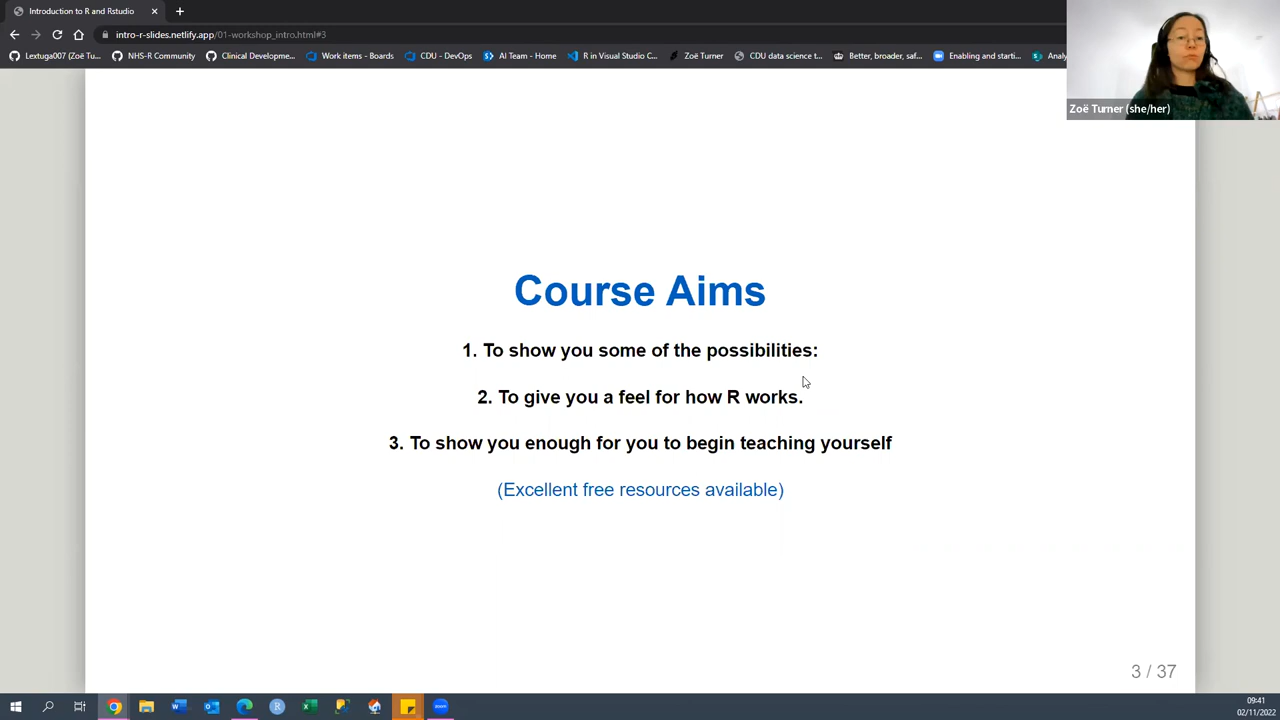 Introduction to R and Rstudio
intro-r-slides.netlify.app/01-workshop_intro.html#3
Lextuga007 (Zoë Tu...
NHS-R Community
Clinical Developme...
Work items - Boards
CDU - DevOps
AI Team - Home
R in Visual Studio C...
Zoë Turner
CDU data science t...
Better, broader, saf...
Enabling and starti...
Analy
Zoë Turner (she/her)
Course Aims
1. To show you some of the possibilities:
2. To give you a feel for how R works.
3. To show you enough for you to begin teaching yourself
(Excellent free resources available)
3 / 37
09:41
02/11/2022